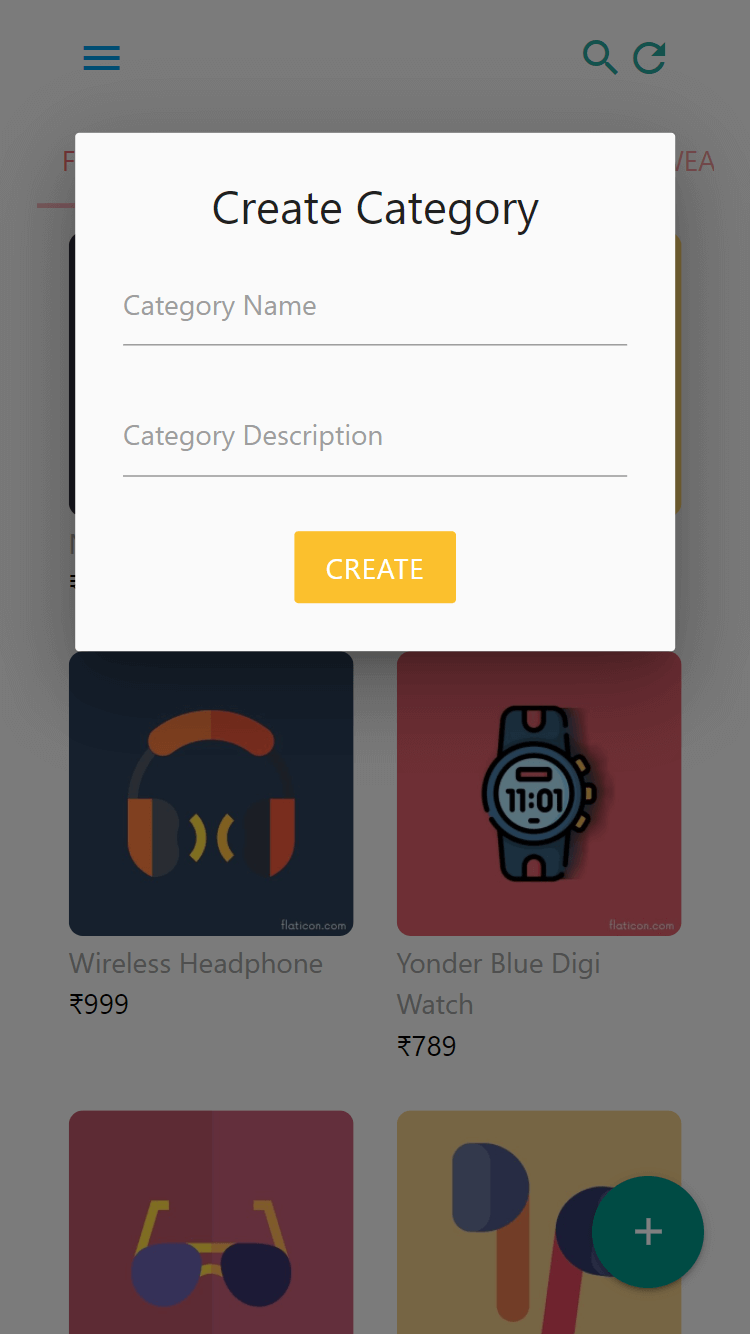 Create Category
Category Name
Category Description
CREATE
11:01
flaticon.com
flaticon.com
Wireless Headphone
Yonder Blue Digi
Watch
₹999
₹789